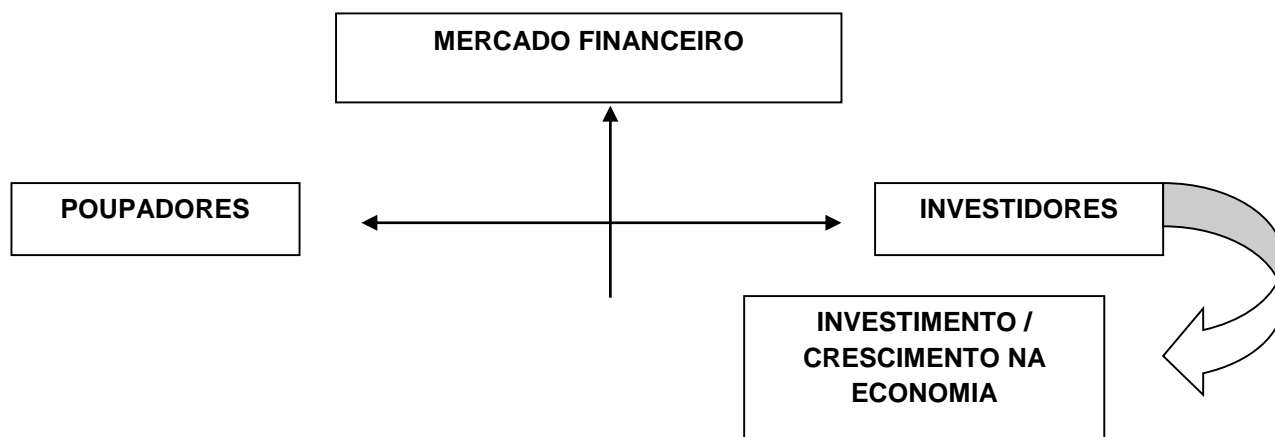 MERCADO FINANCEIRO
POUPADORES
INVESTIDORES
INVESTIMENTO /
CRESCIMENTO NA
ECONOMIA